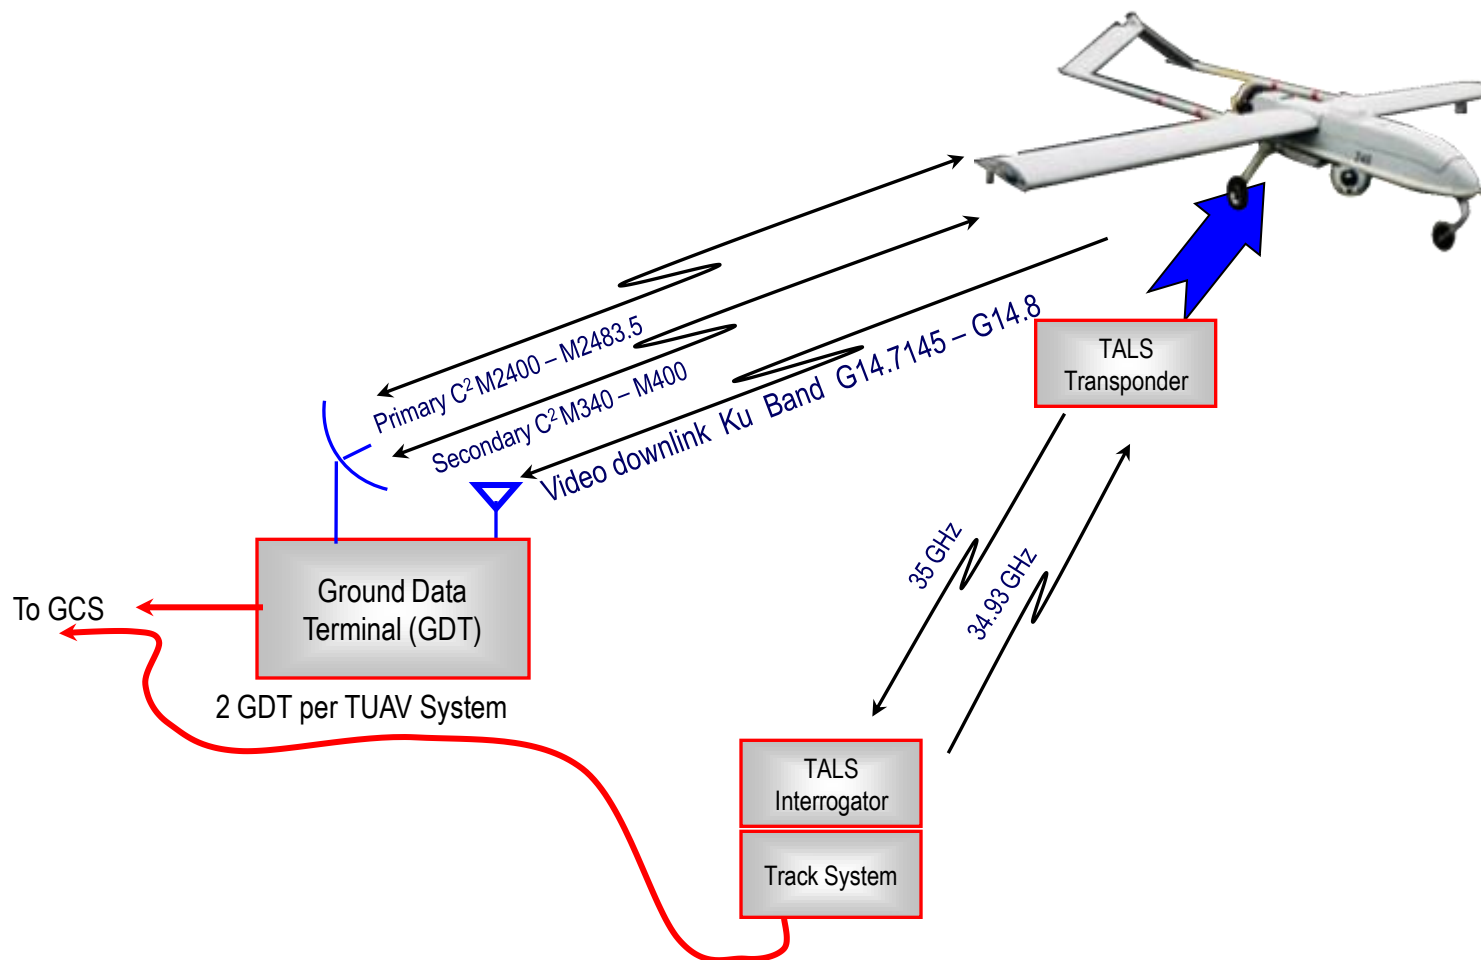 Primary C² M2400 – M2483.5
Secondary C² M340 – M400
Video downlink Ku Band G14.7145 – G14.8
TALS
Transponder
35 GHz
34.93 GHz
Ground Data
Terminal (GDT)
To GCS
2 GDT per TUAV System
TALS
Interrogator
Track System